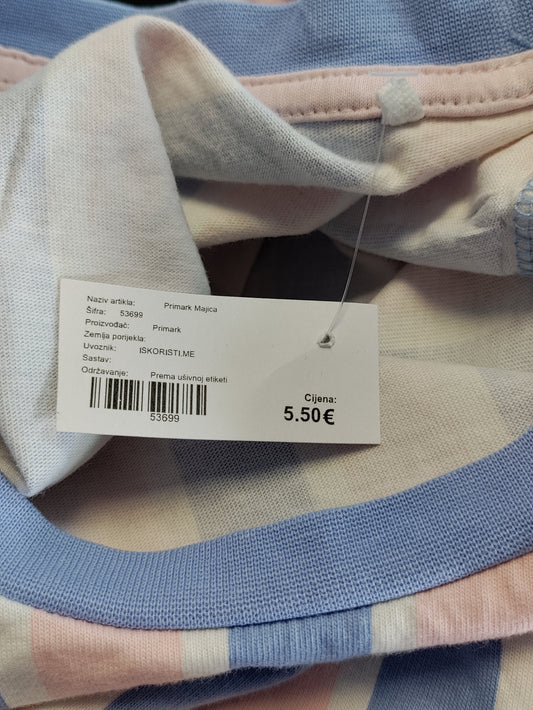 Naziv artikla: Primark Majica
Šifra: 53699
Proizvođač: Primark
Zemlja porijekla:
Uvoznik: ISKORISTI.ME
Sastav:
Održavanje: Prema ušivnoj etiketi
53699
Cijena:
5.50€